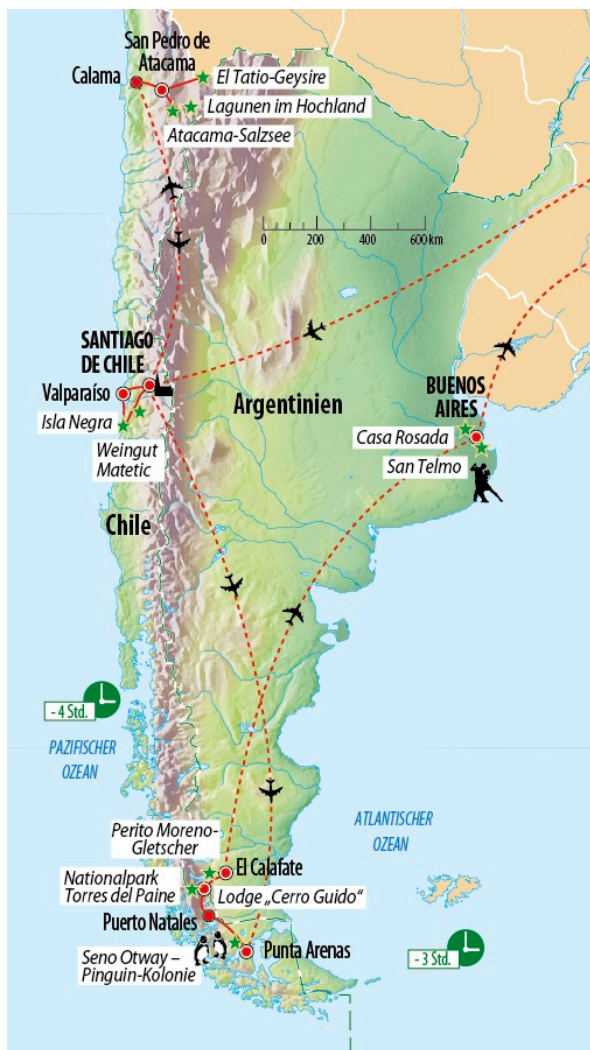 San Pedro de
Atacama
Calama
El Tatio-Geysire
Lagunen im Hochland
Atacama-Salzsee
0 200 400 600 km
SANTIAGO
DE CHILE
Valparaíso
Isla Negra
Weingut
Matetic
Argentinien
BUENOS
AIRES
Casa Rosada
San Telmo
Chile
- 4 Std.
PAZIFISCHER
OZEAN
ATLANTISCHER
OZEAN
Perito Moreno-
Gletscher
El Calafate
Nationalpark
Torres del Paine
Lodge „Cerro Guido“
Puerto Natales
Seno Otway –
Pinguin-Kolonie
Punta Arenas
- 3 Std.